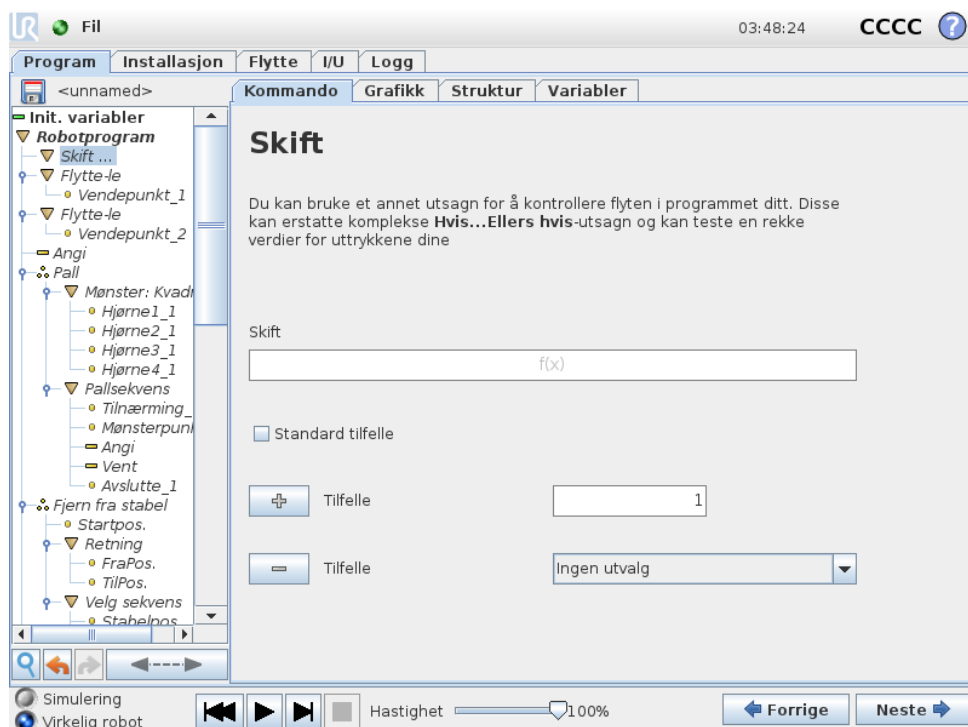 Fil
03:48:24
CCCC
?
Program Installasjon Flytte I/U Logg
<unnamed>
Kommando Grafikk Struktur Variabler
Init. variabler
Robotprogram
Skift ...
Flytte-le
Vendepunkt_1
Flytte-le
Vendepunkt_2
Angi
Pall
Mønster: Kvadr
Hjørne1_1
Hjørne2_1
Hjørne3_1
Hjørne4_1
Pallsekvens
Tilnærming_
Mønsterpunl
Angi
Vent
Avslutte_1
Fjern fra stabel
Startpos.
Retning
FraPos.
TilPos.
Velg sekvens
Stabelpos
Skift
Du kan bruke et annet utsagn for å kontrollere flyten i programmet ditt. Disse
kan erstatte komplekse Hvis...Ellers hvis-utsagn og kan teste en rekke
verdier for uttrykkene dine
Skift
f(x)
Standard tilfelle
Tilfelle 1
Tilfelle Ingen utvalg
Simulering
Virkelig robot
Hastighet 100%
Forrige
Neste